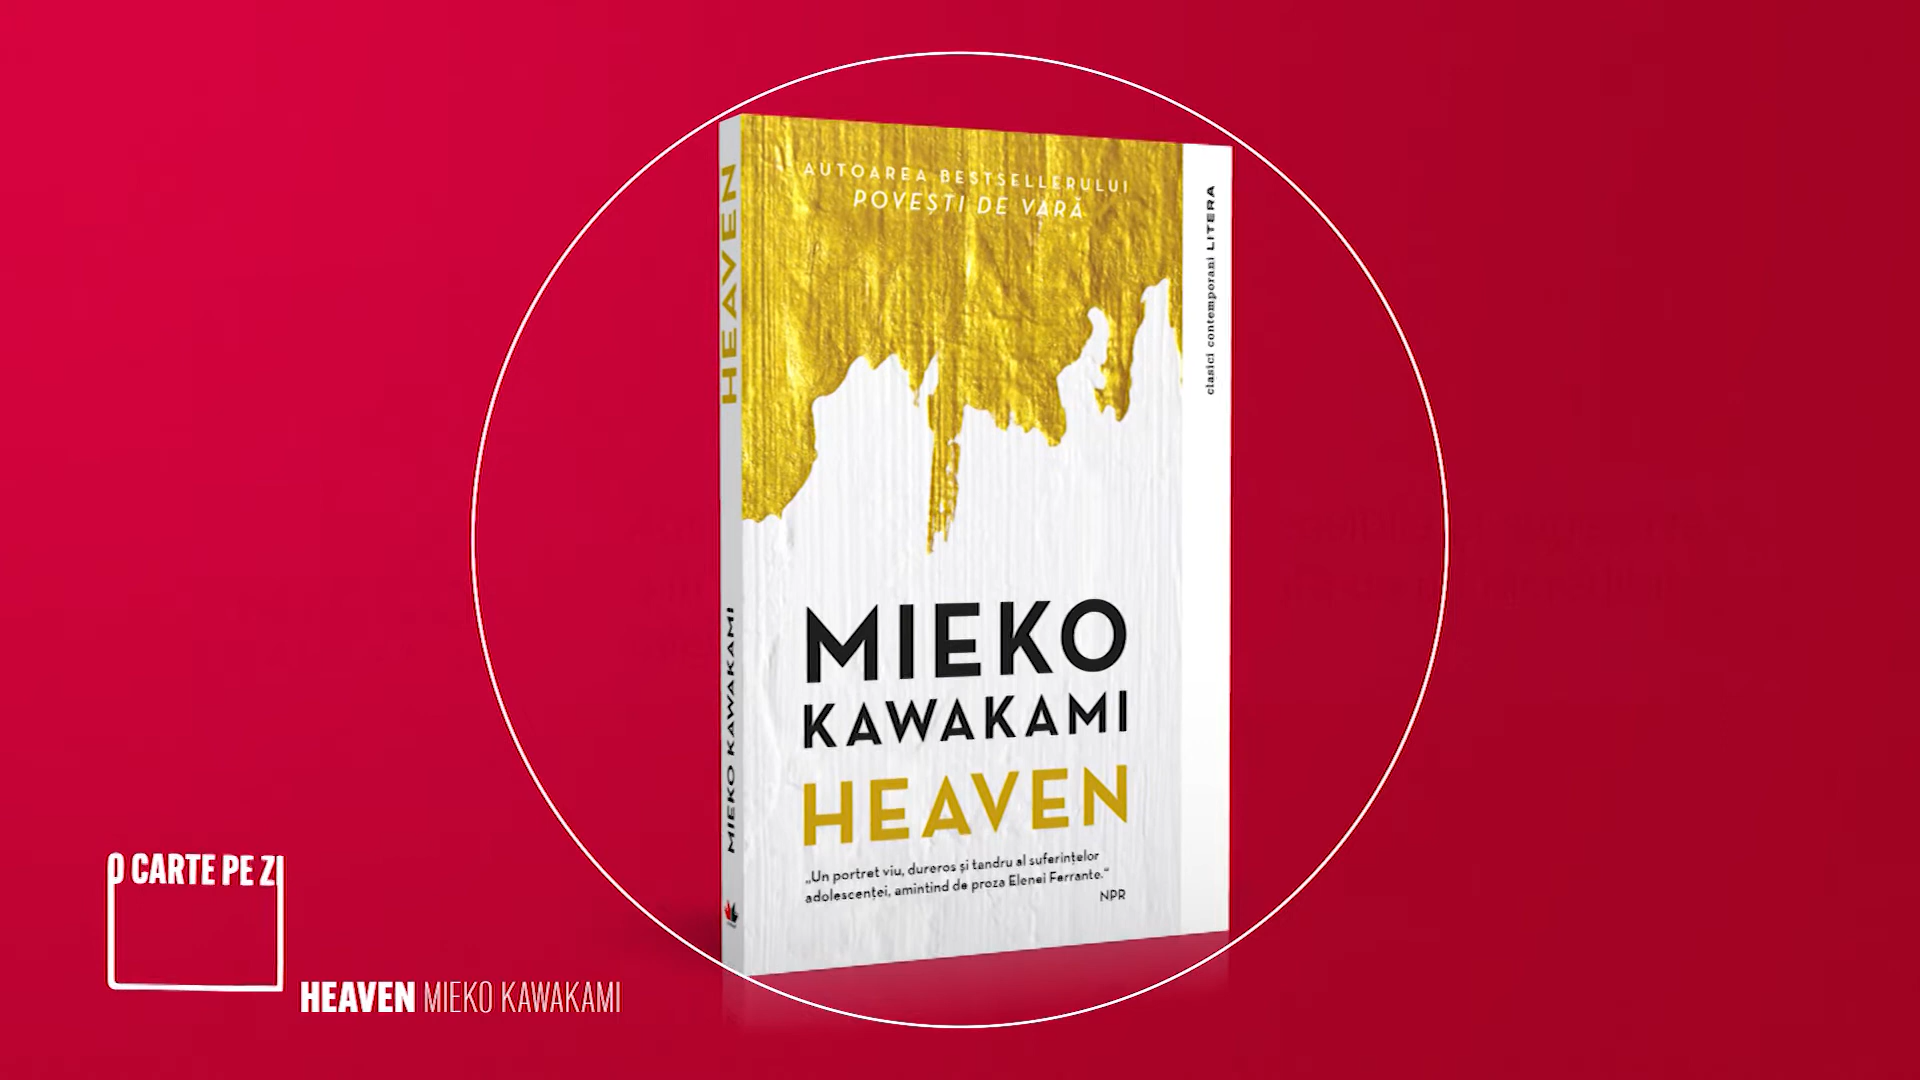 HEAVEN
MIEKO KAWAKAMI
AUTOAREA BESTSELLERULUI
POVEȘTI DE VARĂ
clasici contemporani LITERA
MIEKO
KAWAKAMI
HEAVEN
„Un portret viu, dureros și tandru al suferințelor
adolescenței, amintind de proza Elenei Ferrante.“
NPR
O CARTE PE ZI
HEAVEN MIEKO KAWAKAMI